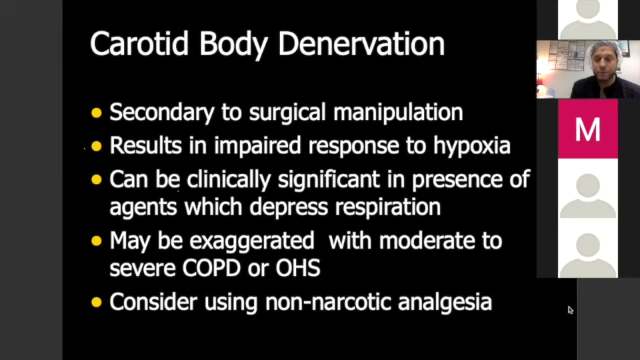 Carotid Body Denervation
• Secondary to surgical manipulation
• Results in impaired response to hypoxia
• Can be clinically significant in presence of
agents which depress respiration
• May be exaggerated with moderate to
severe COPD or OHS
• Consider using non-narcotic analgesia
M